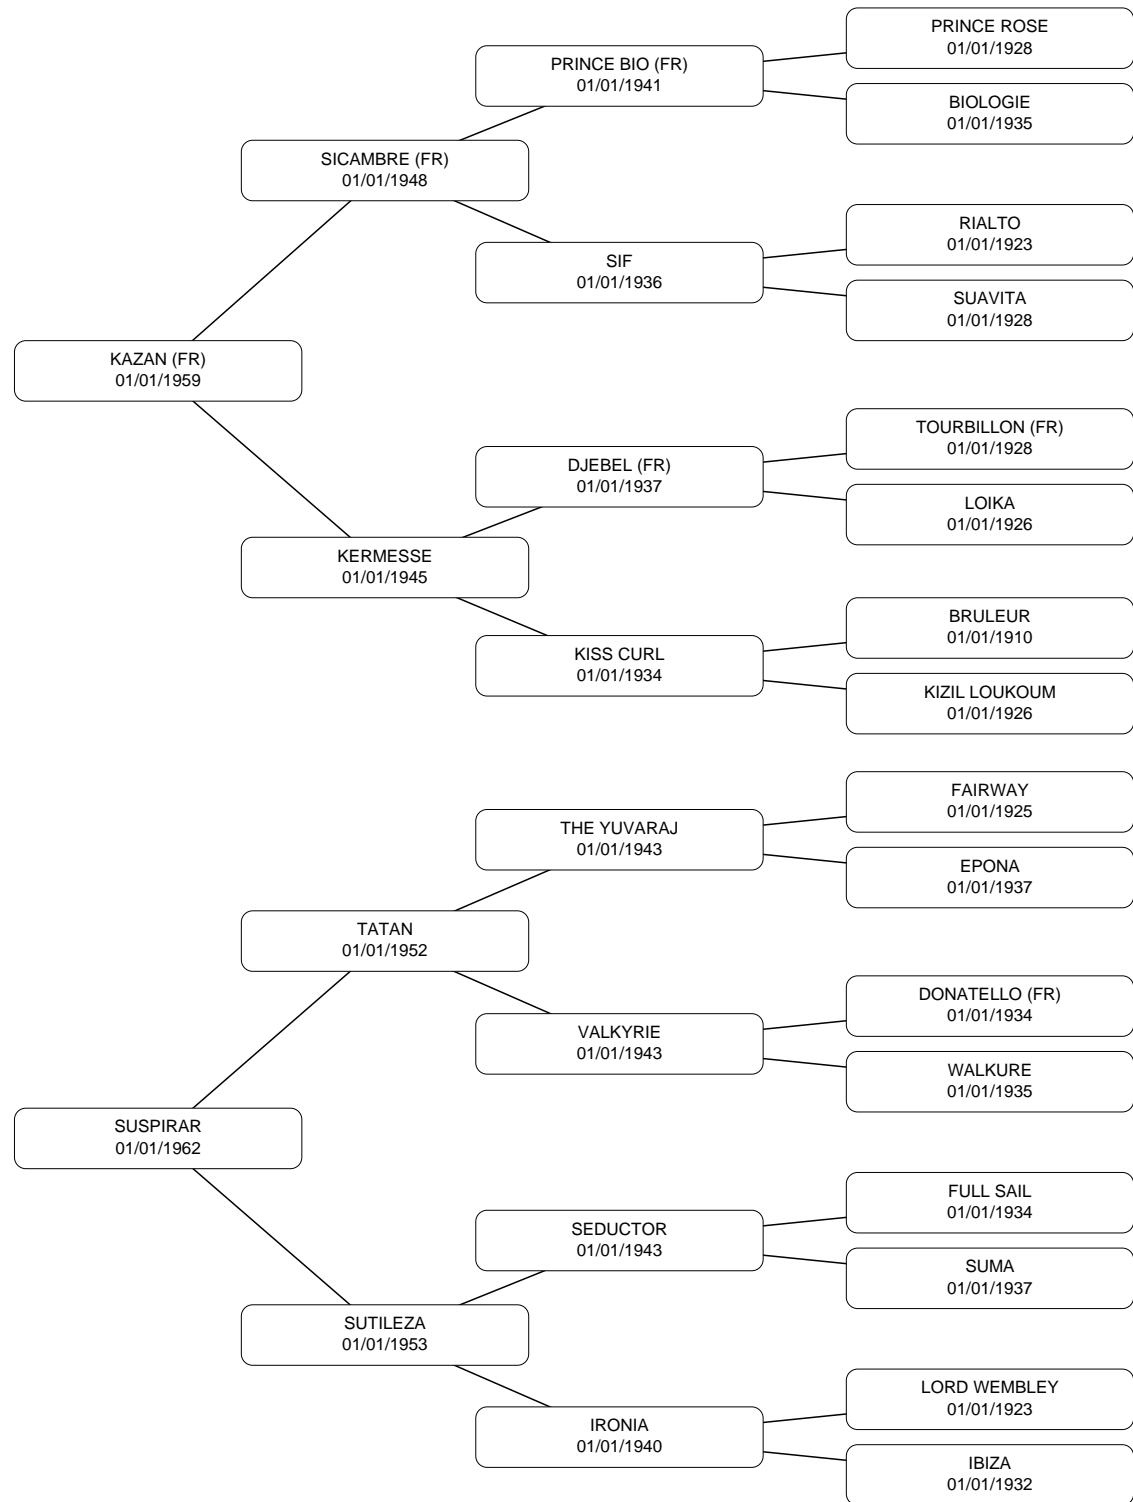 PRINCE ROSE
01/01/1928
PRINCE BIO (FR)
01/01/1941
BIOLOGIE
01/01/1935
SICAMBRE (FR)
01/01/1948
RIALTO
01/01/1923
SIF
01/01/1936
SUAVITA
01/01/1928
KAZAN (FR)
01/01/1959
TOURBILLON (FR)
01/01/1928
DJEBEL (FR)
01/01/1937
LOIKA
01/01/1926
KERMESSE
01/01/1945
BRULEUR
01/01/1910
KISS CURL
01/01/1934
KIZIL LOUKOUM
01/01/1926
FAIRWAY
01/01/1925
THE YUVARAJ
01/01/1943
EPONA
01/01/1937
TATAN
01/01/1952
DONATELLO (FR)
01/01/1934
VALKYRIE
01/01/1943
WALKURE
01/01/1935
SUSPIRAR
01/01/1962
FULL SAIL
01/01/1934
SEDUCTOR
01/01/1943
SUMA
01/01/1937
SUTILEZA
01/01/1953
LORD WEMBLEY
01/01/1923
IRONIA
01/01/1940
IBIZA
01/01/1932